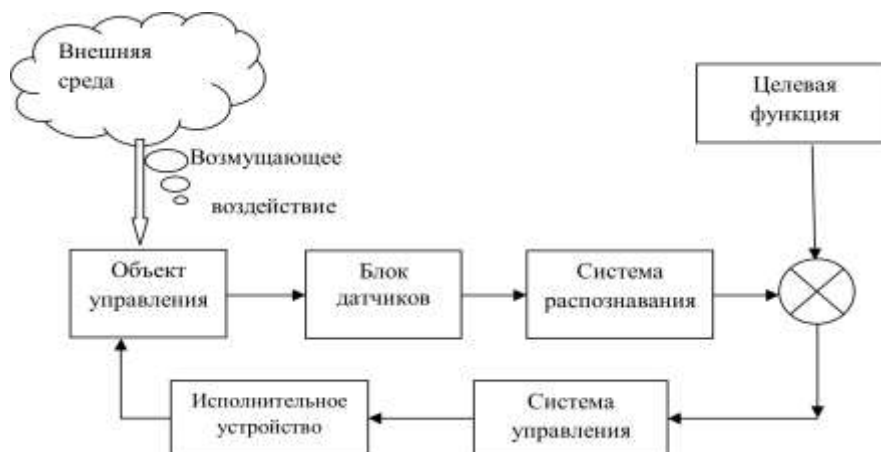 Внешняя
среда
Целевая
функция
Возмущающее
воздействие
Объект
управления
Блок
датчиков
Система
распознавания
Исполнительное
устройство
Система
управления